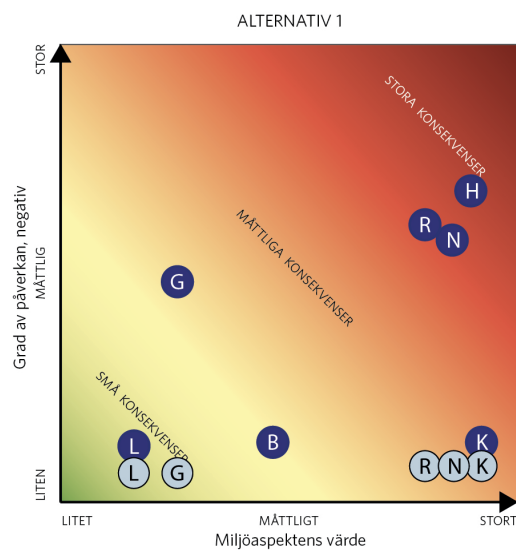 ALTERNATIV 1
STOR
STORA KONSEKVENSER
H
R
N
MÅTTLIGA KONSEKVENSER
Grad av påverkan, negativ
MÅTTLIG
G
SMÅ KONSEKVENSER
L
B
K
L
G
R
N
K
LITEN
LITET
MÅTTLIGT
STORT
Miljöaspektens värde